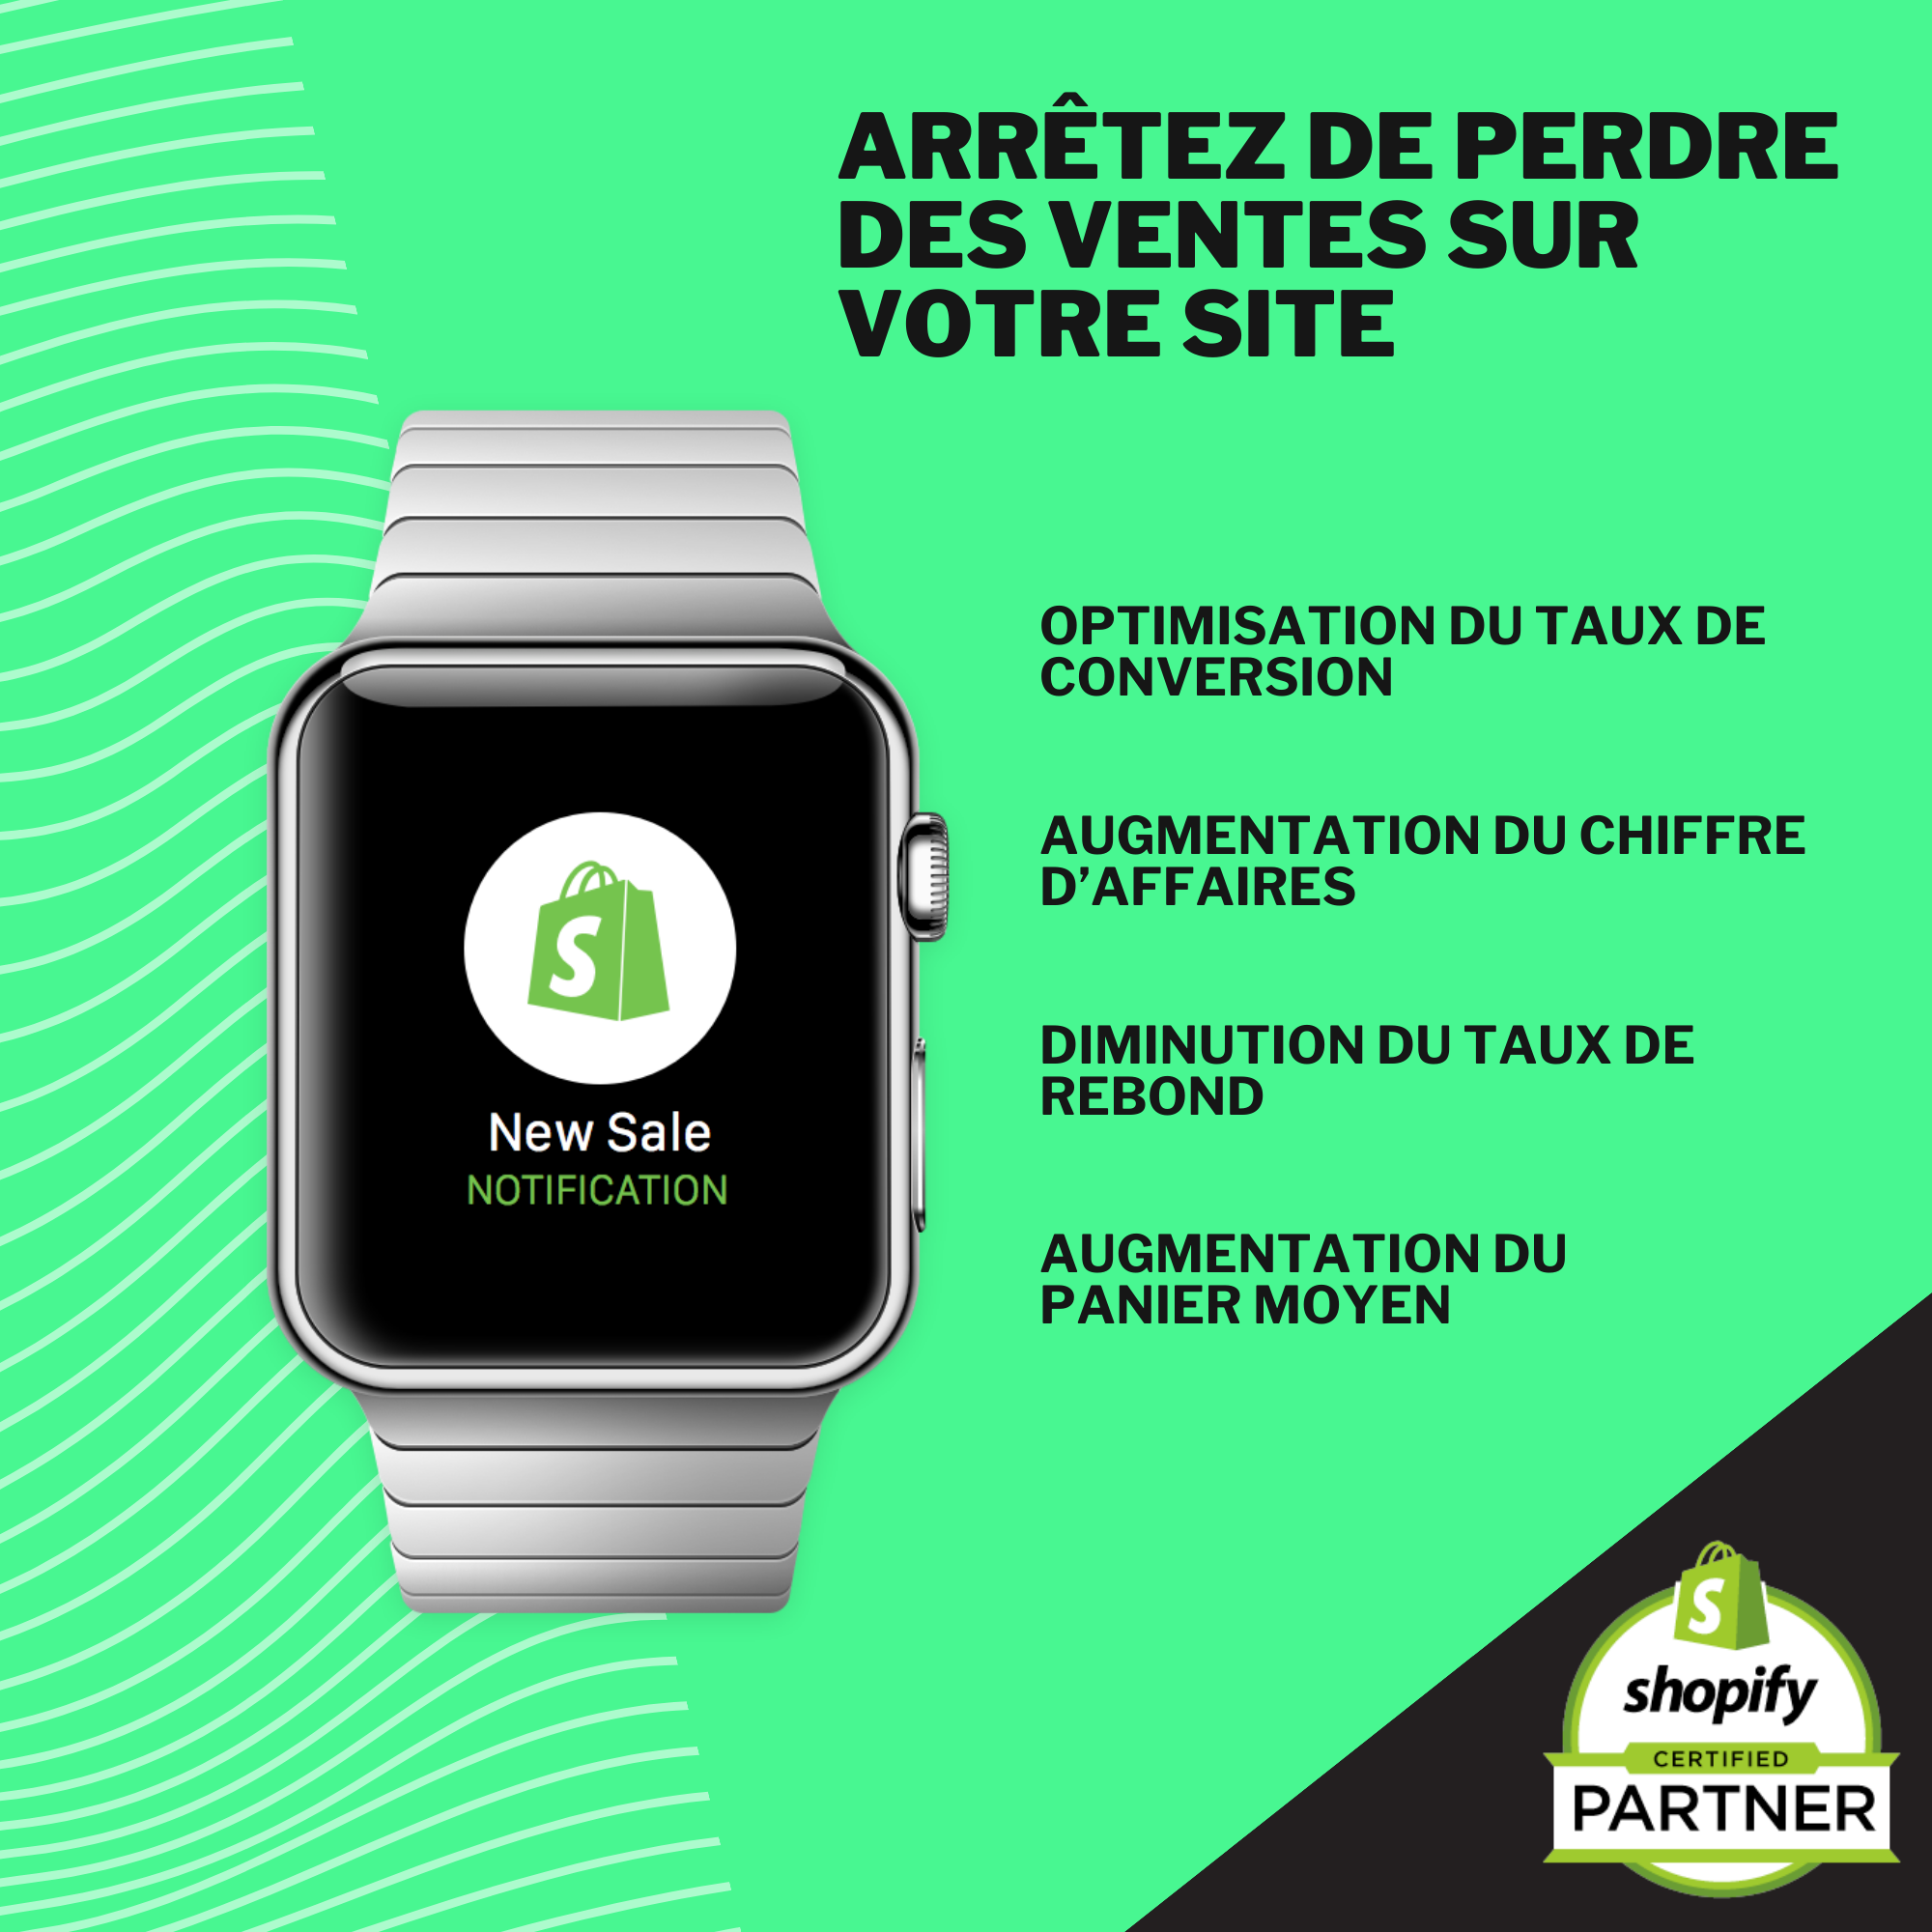 ARRÊTEZ DE PERDRE
DES VENTES SUR
VOTRE SITE
OPTIMISATION DU TAUX DE
CONVERSION
AUGMENTATION DU CHIFFRE
D’AFFAIRES
DIMINUTION DU TAUX DE
REBOND
AUGMENTATION DU
PANIER MOYEN
S
New Sale
NOTIFICATION
S
shopify
CERTIFIED
PARTNER